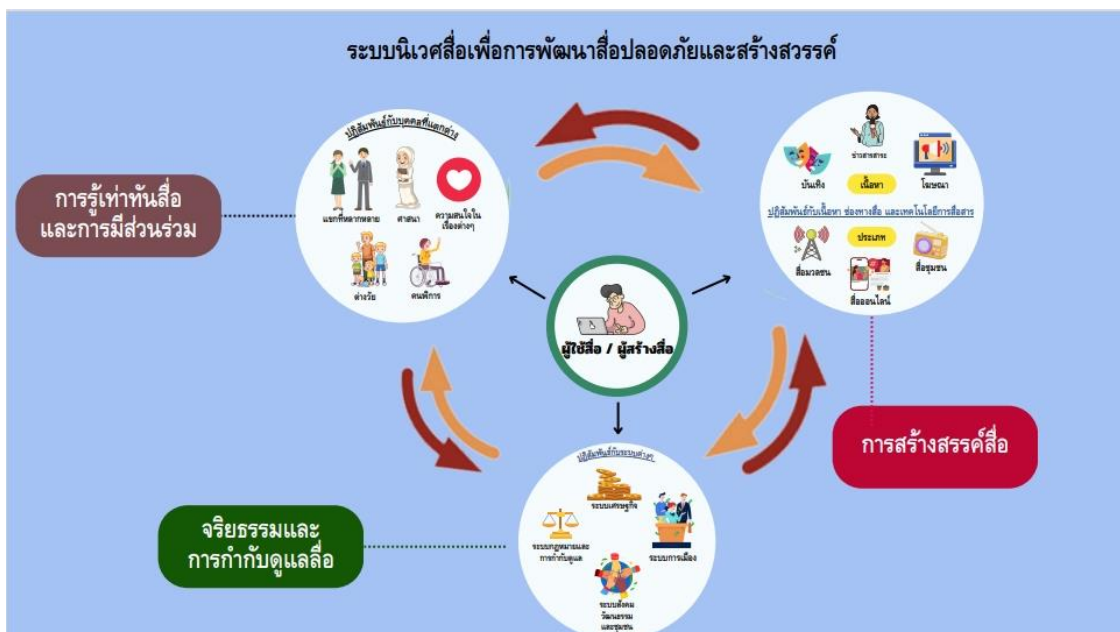 ระบบนิเวศสื่อเพื่อการพัฒนาสื่อปลอดภัยและสร้างสวรรค์
ปฏิสัมพันธ์กับบุคคลที่แตกต่าง
แขกที่หลากหลาย
ศาสนา
ความสนใจใน
เรื่องต่างๆ
ต่างวัย
คนพิการ
การรู้เท่าทันสื่อ
และการมีส่วนร่วม
ข่าวสารสาระ
บันเทิง
เนื้อหา
โฆษณา
ปฏิสัมพันธ์กับเนื้อหา ช่องทางสื่อ และเทคโนโลยีการสื่อสาร
ประเภท
สื่อมวลชน
สื่อชุมชน
สื่อออนไลน์
ผู้ใช้สื่อ / ผู้สร้างสื่อ
การสร้างสรรค์สื่อ
ปฏิสัมพันธ์กับระบบต่างๆ
ระบบเศรษฐกิจ
ระบบกฎหมายและ
การกำกับดูแล
ระบบการเมือง
ระบบสังคม
วัฒนธรรม
และชุมชน
จริยธรรมและ
การกำกับดูแลสื่อ